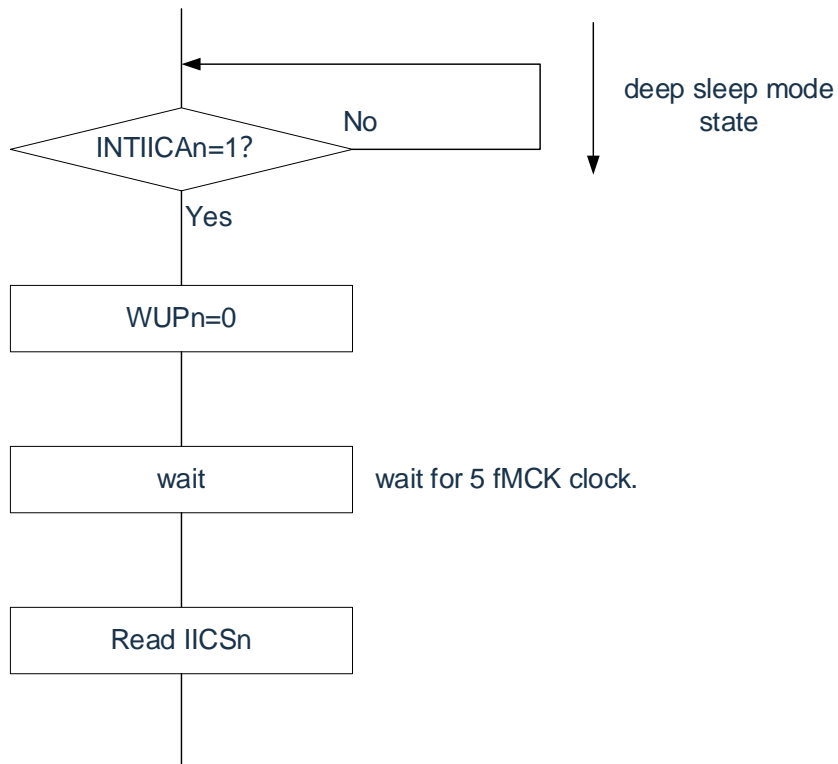 deep sleep mode
state
No
INTIICAn=1?
Yes
WUPn=0
wait
wait for 5 fMCK clock.
Read IICSn